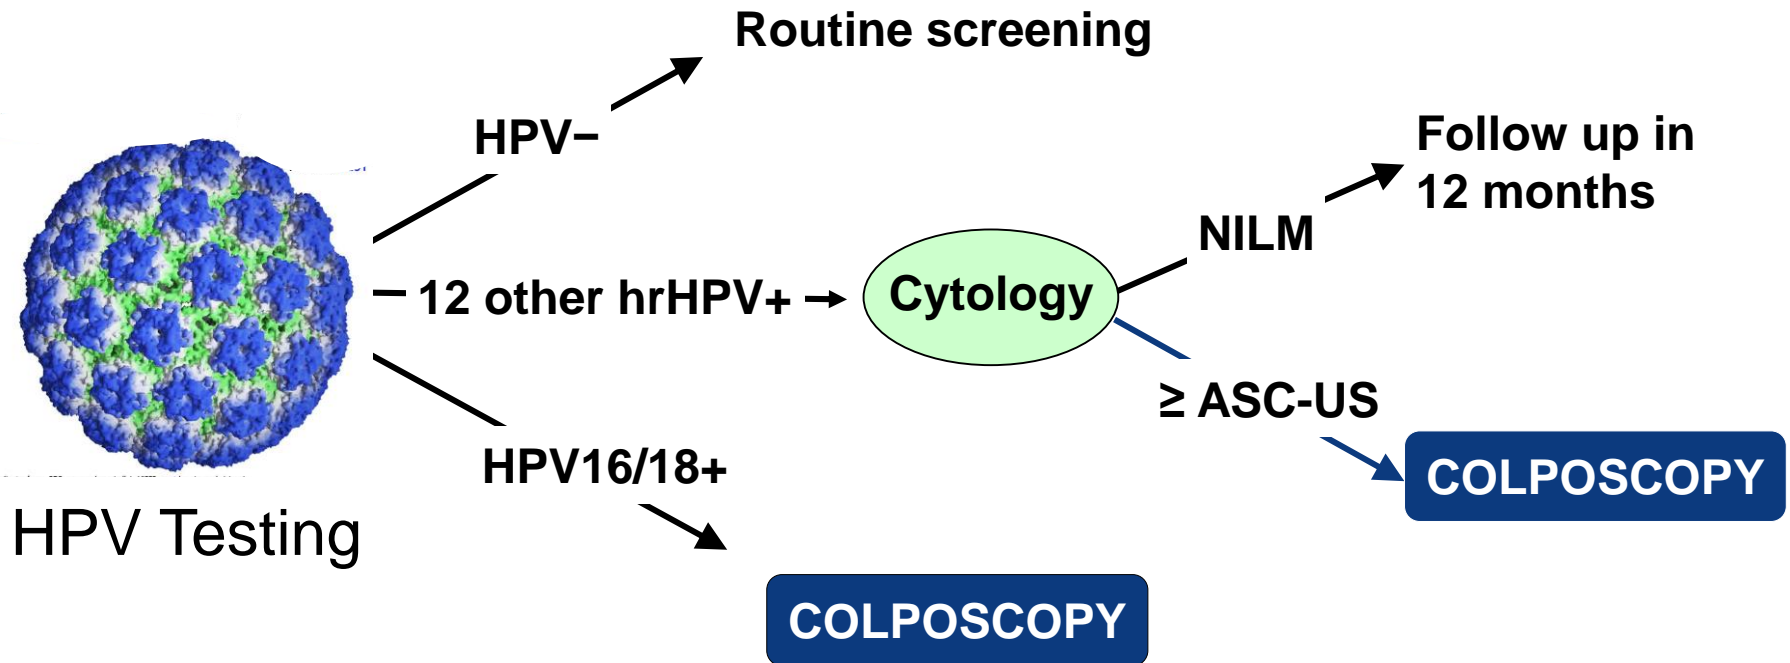 Routine screening
HPV−
Follow up in
12 months
NILM
12 other hrHPV+
Cytology
≥ ASC-US
HPV16/18+
COLPOSCOPY
HPV Testing
COLPOSCOPY